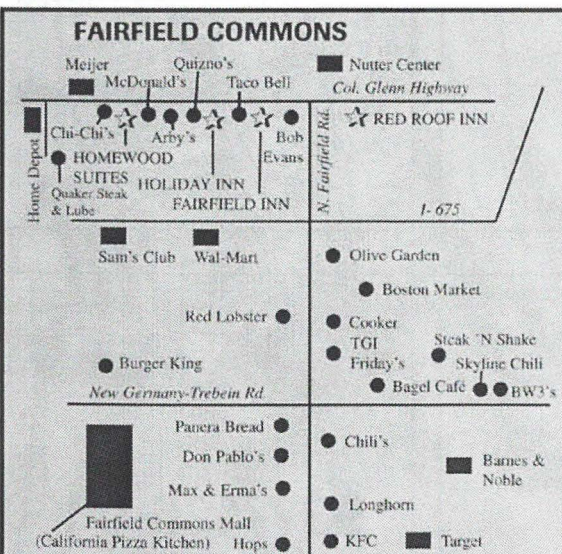 FAIRFIELD COMMONS
Meijer
Quizno's
Nutter Center
McDonald's
Taco Bell
Col. Glenn Highway
Home Depot
Chi-Chi's
Arby's
Bob
Evans
N. Fairfield Rd.
RED ROOF INN
HOMEWOOD
SUITES
HOLIDAY INN
FAIRFIELD INN
Quaker Steak
& Lube
I-675
Sam's Club
Wal-Mart
Olive Garden
Boston Market
Red Lobster
Cooker
TGI
Friday's
Steak 'N Shake
Skyline Chili
Burger King
Bagel Café
BW3's
New Germany-Trebein Rd.
Panera Bread
Chili's
Don Pablo's
Barnes &
Noble
Max & Erma's
Longhorn
Fairfield Commons Mall
(California Pizza Kitchen)
Hops
KFC
Target